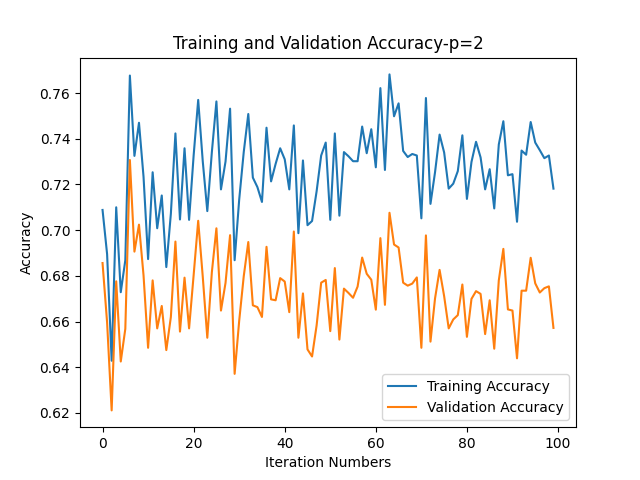 Training and Validation Accuracy-p=2
0.76
0.74
0.72
0.70
0.68
0.66
0.64
0.62
Accuracy
Training Accuracy
Validation Accuracy
0 20 40 60 80 100
Iteration Numbers